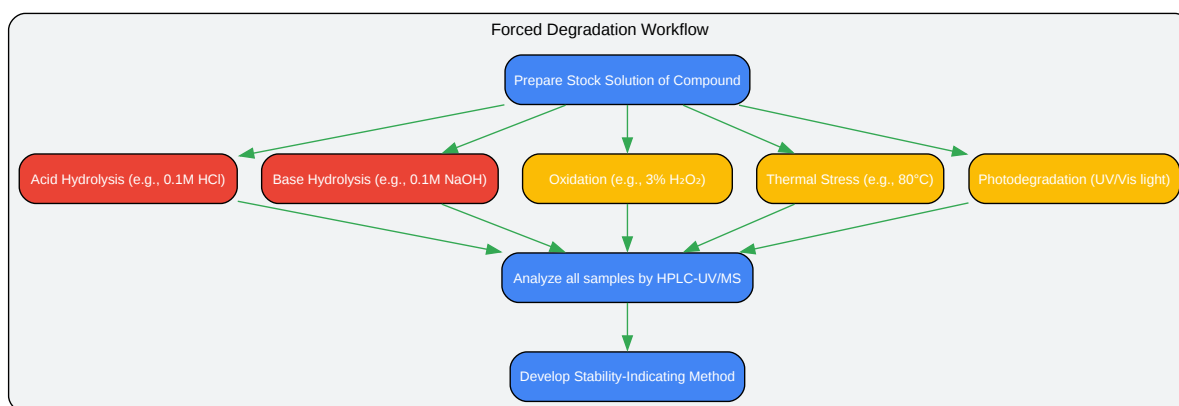 Forced Degradation Workflow
Prepare Stock Solution of Compound
Acid Hydrolysis (e.g., 0.1M HCl)
Base Hydrolysis (e.g., 0.1M NaOH)
Oxidation (e.g., 3% H₂O₂)
Thermal Stress (e.g., 80°C)
Photodegradation (UV/Vis light)
Analyze all samples by HPLC-UV/MS
Develop Stability-Indicating Method